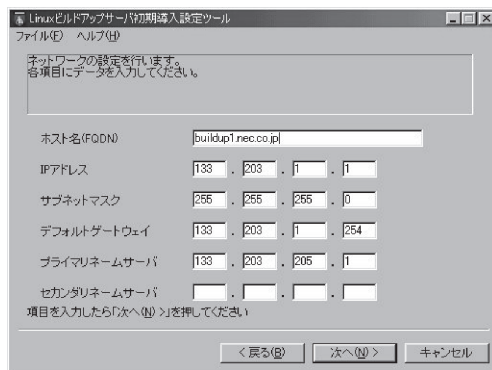 Linuxビルドアップサーバ初期導入設定ツール
ファイル(F) ヘルプ(H)
ネットワークの設定を行います。
各項目にデータを入力してください。
ホスト名(FQDN) buildup1.nec.co.jp
IPアドレス 133 . 203 . 1 . 1
サブネットマスク 255 . 255 . 255 . 0
デフォルトゲートウェイ 133 . 203 . 1 . 254
プライマリネームサーバ 133 . 203 . 205 . 1
セカンダリネームサーバ . . .
項目を入力したら「次へ(N) >」を押してください
< 戻る(B) 次へ(N) > キャンセル